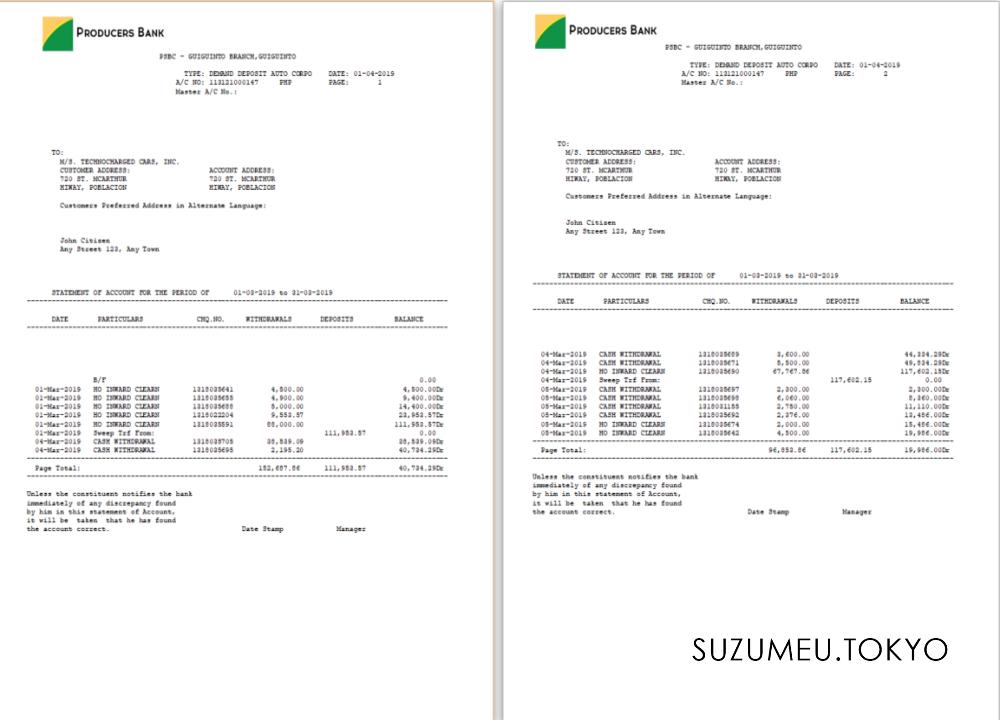 PRODUCERS BANK
PSBC - GUIGUINTO BRANCH,GUIGUINTO
TYPE: DEMAND DEPOSIT AUTO CORPO DATE: 01-04-2019
A/C NO: 113121000147 PHP PAGE: 1
Master A/C No.:
TO:
M/S. TECHNOCHARGED CARS, INC.
CUSTOMER ADDRESS: ACCOUNT ADDRESS:
720 ST. MCARTHUR 720 ST. MCARTHUR
HIWAY, POBLACION HIWAY, POBLACION
Customers Preferred Address in Alternate Language:
John Citizen
Any Street 123, Any Town
STATEMENT OF ACCOUNT FOR THE PERIOD OF 01-03-2019 to 31-03-2019
DATE PARTICULARS CHQ.NO. WITHDRAWALS DEPOSITS BALANCE
B/F 0.00
01-Mar-2019 HO INWARD CLEARN 1318035641 4,500.00 4,500.00Dr
01-Mar-2019 HO INWARD CLEARN 4,900.00 9,400.00Dr
01-Mar-2019 HO INWARD CLEARN 5,000.00 14,400.00Dr
01-Mar-2019 HO INWARD CLEARN 9,553.57 23,953.57Dr
01-Mar-2019 HO INWARD CLEARN 1318035591 88,000.00 111,953.57Dr
01-Mar-2019 Sweep Trf From: 111,953.57 0.00
04-Mar-2019 CASH WITHDRAWAL 38,539.09 38,539.09Dr
04-Mar-2019 CASH WITHDRAWAL 1318035695 2,195.20 40,734.29Dr
Page Total: 152,687.86 111,953.57 40,734.29Dr
Unless the constituent notifies the bank
immediately of any discrepancy found
by him in this statement of Account,
it will be taken that he has found
the account correct. Date Stamp Manager
PRODUCERS BANK
PSBC - GUIGUINTO BRANCH,GUIGUINTO
TYPE: DEMAND DEPOSIT AUTO CORPO DATE: 01-04-2019
A/C NO: 113121000147 PHP PAGE: 2
Master A/C No.:
TO:
M/S. TECHNOCHARGED CARS, INC.
CUSTOMER ADDRESS: ACCOUNT ADDRESS:
720 ST. MCARTHUR 720 ST. MCARTHUR
HIWAY, POBLACION HIWAY, POBLACION
Customers Preferred Address in Alternate Language:
John Citizen
Any Street 123, Any Town
STATEMENT OF ACCOUNT FOR THE PERIOD OF 01-03-2019 to 31-03-2019
DATE PARTICULARS CHQ.NO. WITHDRAWALS DEPOSITS BALANCE
04-Mar-2019 CASH WITHDRAWAL 1318035689 3,600.00 44,334.29Dr
04-Mar-2019 CASH WITHDRAWAL 1318035671 5,500.00 49,834.29Dr
04-Mar-2019 HO INWARD CLEARN 1318035690 67,767.86 117,602.15Dr
04-Mar-2019 Sweep Trf From: 117,602.15 0.00
05-Mar-2019 CASH WITHDRAWAL 1318035697 2,300.00 2,300.00Dr
05-Mar-2019 CASH WITHDRAWAL 1318035698 6,060.00 8,360.00Dr
05-Mar-2019 CASH WITHDRAWAL 2,750.00 11,110.00Dr
05-Mar-2019 CASH WITHDRAWAL 1318035692 2,376.00 13,486.00Dr
05-Mar-2019 HO INWARD CLEARN 1318035674 2,000.00 15,486.00Dr
05-Mar-2019 HO INWARD CLEARN 1318035642 4,500.00 19,986.00Dr
Page Total: 96,853.86 117,602.15 19,986.00Dr
Unless the constituent notifies the bank
immediately of any discrepancy found
by him in this statement of Account,
it will be taken that he has found
the account correct. Date Stamp Manager
SUZUMEU.TOKYO